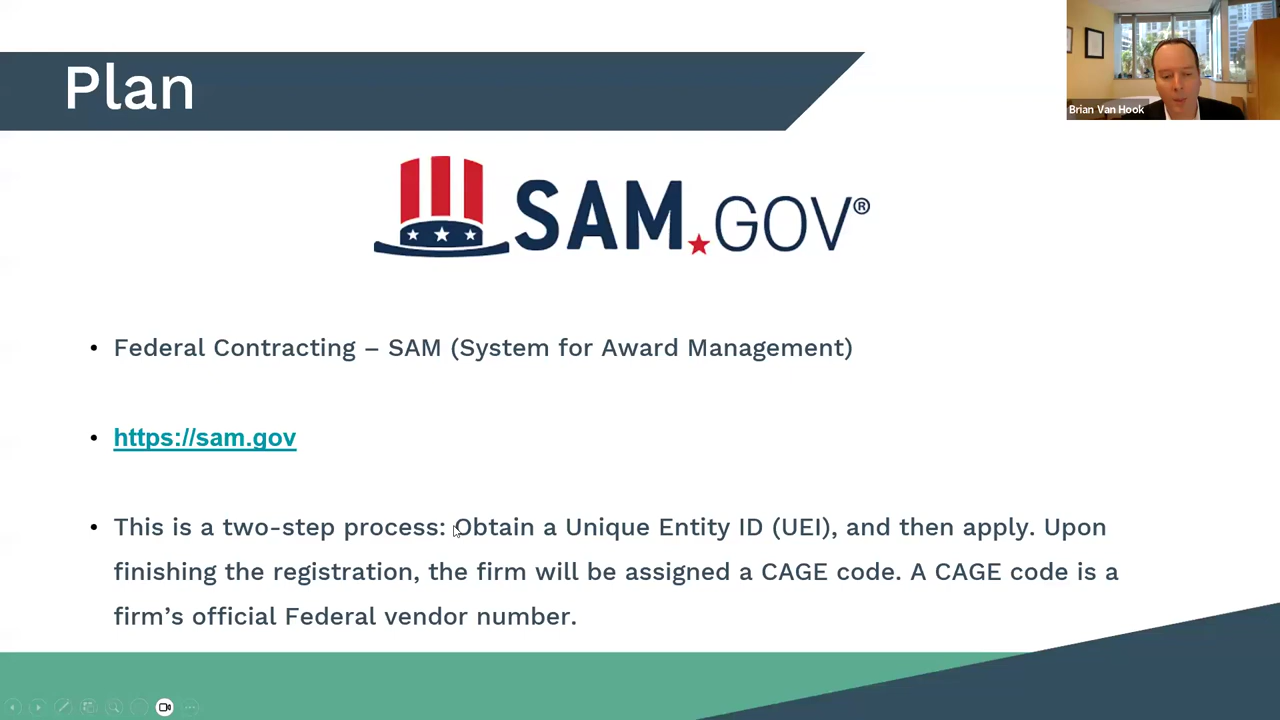 Plan
Brian Van Hook
SAM.GOV®
• Federal Contracting – SAM (System for Award Management)
• https://sam.gov
• This is a two-step process: Obtain a Unique Entity ID (UEI), and then apply. Upon
finishing the registration, the firm will be assigned a CAGE code. A CAGE code is a
firm’s official Federal vendor number.